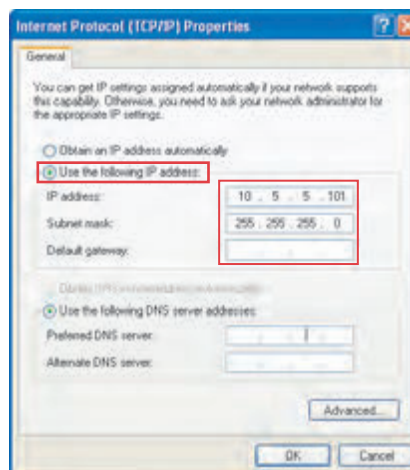 Internet Protocol (TCP/IP) Properties
General
You can get IP settings assigned automatically if your network supports
this capability. Otherwise, you need to ask your network administrator for
the appropriate IP settings.
Obtain an IP address automatically
Use the following IP address:
IP address: 10 . 5 . 5 . 101
Subnet mask: 255 . 255 . 255 . 0
Default gateway:
Use the following DNS server addresses:
Preferred DNS server:
Alternate DNS server:
Advanced...
OK Cancel